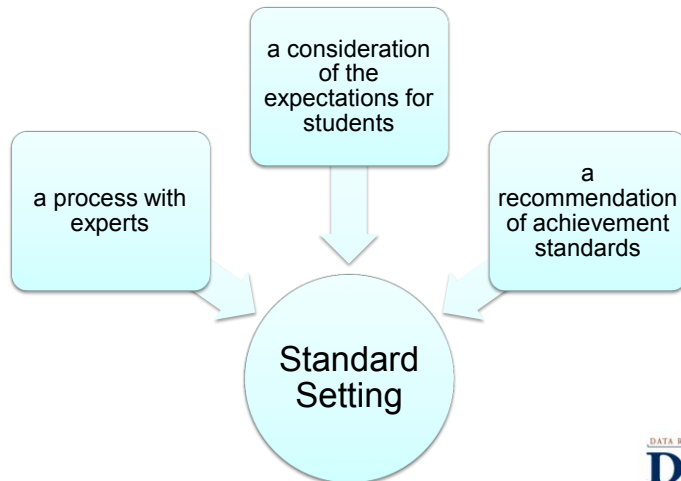 a consideration
of the
expectations for
students
a process with
experts
a
recommendation
of achievement
standards
Standard
Setting